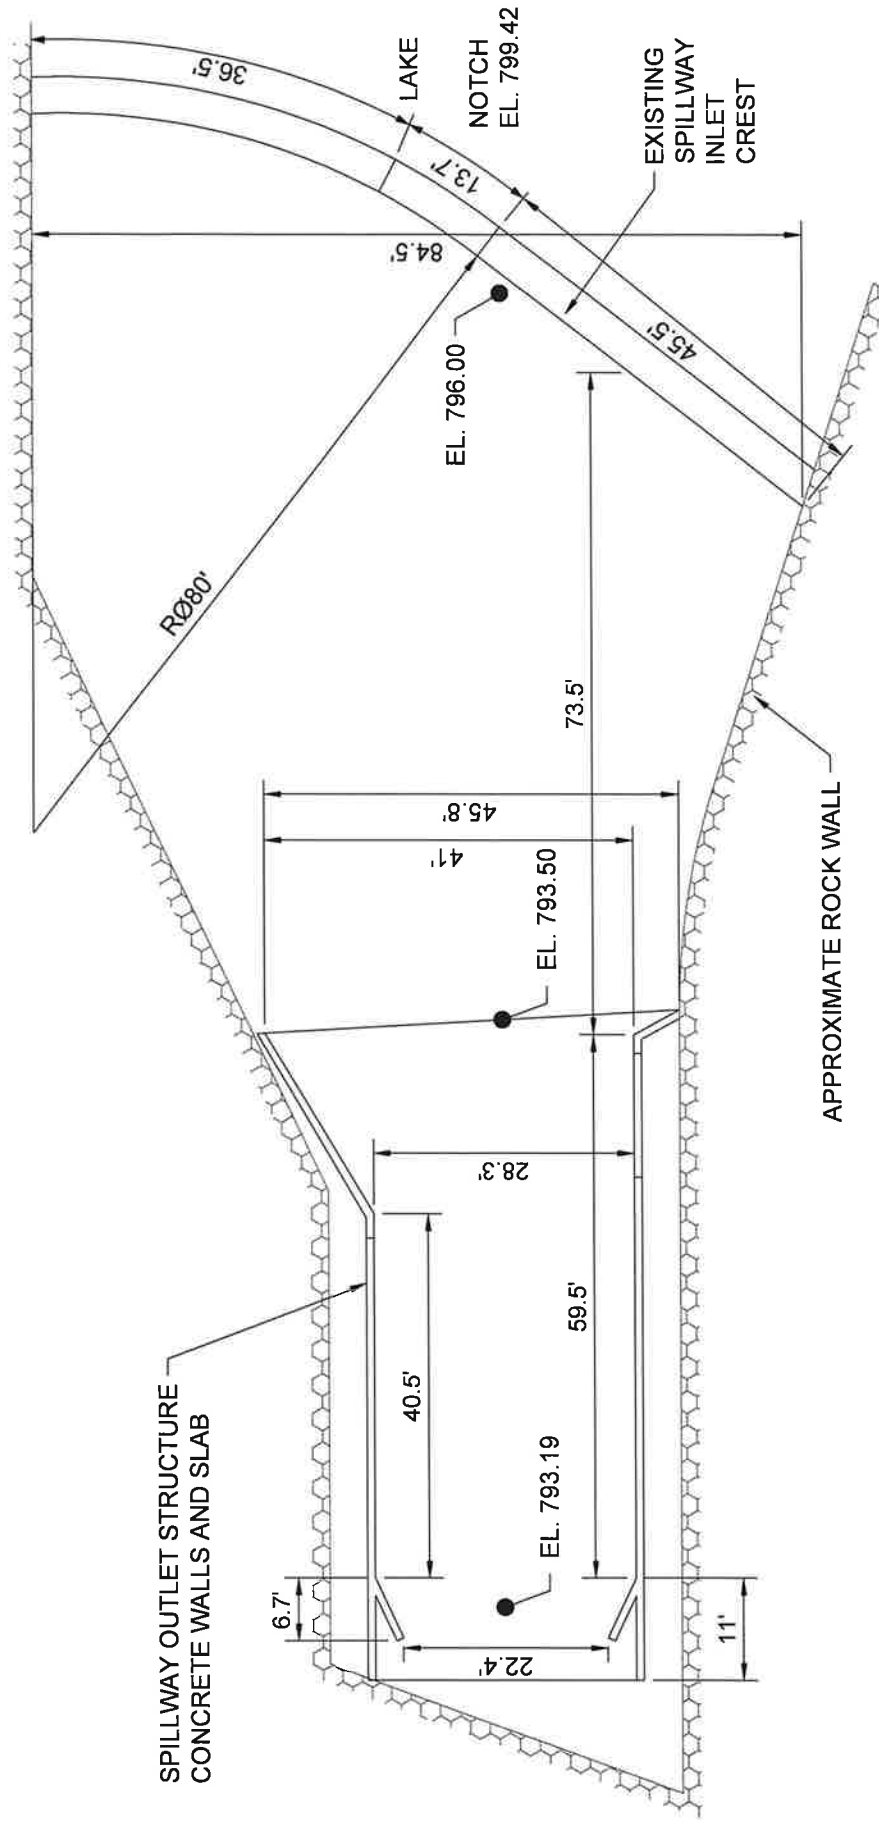 36.5'
LAKE
NOTCH
EL. 799.42
13.7'
EXISTING
SPILLWAY
INLET
CREST
84.5'
EL. 796.00
45.5'
RØ80'
73.5'
45.8'
41'
EL. 793.50
APPROXIMATE ROCK WALL
28.3'
SPILLWAY OUTLET STRUCTURE
CONCRETE WALLS AND SLAB
40.5'
59.5'
EL. 793.19
6.7'
22.4'
11'